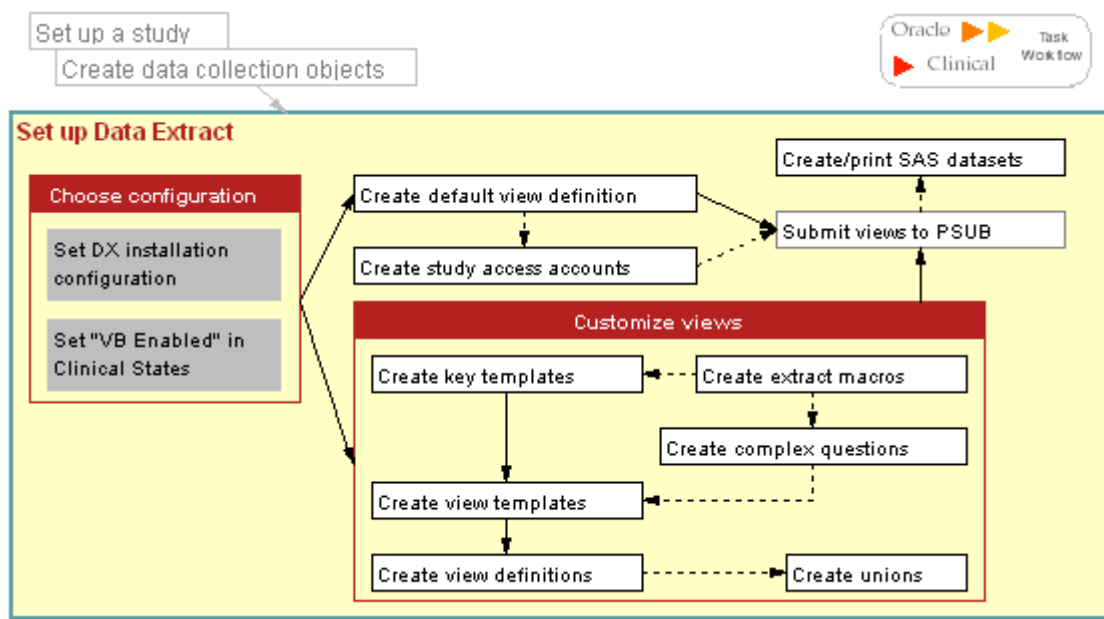 Set up a study
Create data collection objects
Oracle
Clinical
Task
Workflow
Set up Data Extract
Choose configuration
Set DX installation
configuration
Set "VB Enabled" in
Clinical States
Create default view definition
Create study access accounts
Create/print SAS datasets
Submit views to PSUB
Customize views
Create key templates
Create extract macros
Create complex questions
Create view templates
Create view definitions
Create unions